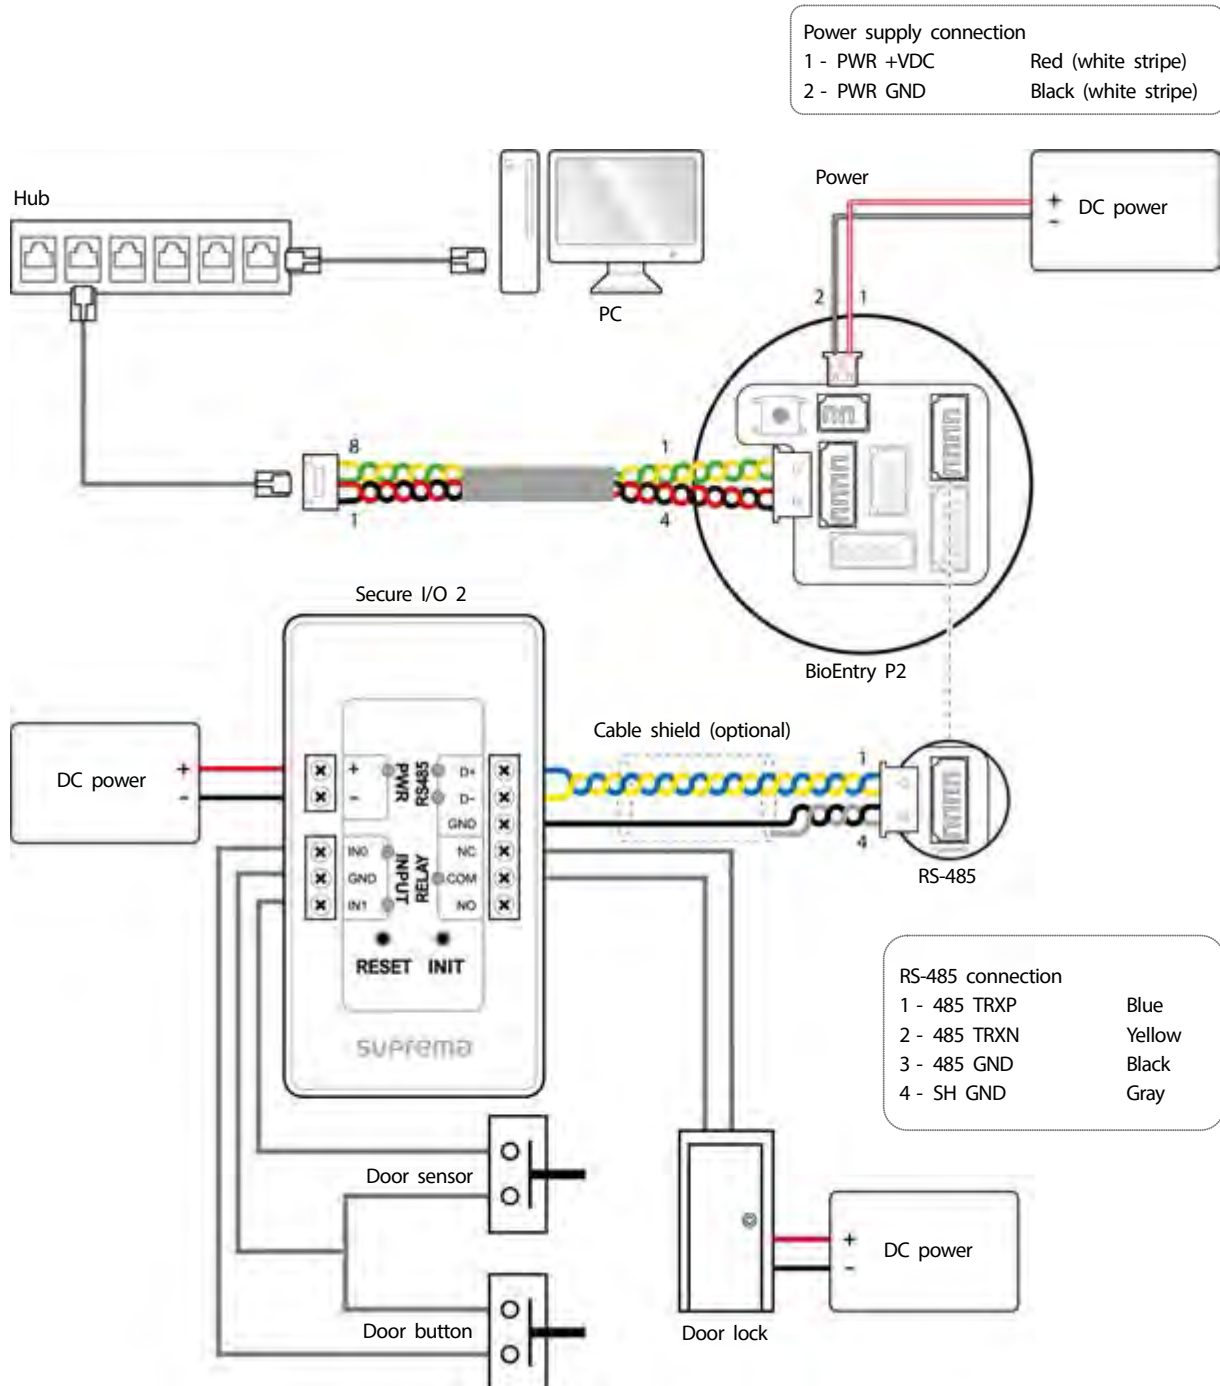 Power supply connection
1 - PWR +VDC Red (white stripe)
2 - PWR GND Black (white stripe)
Hub
PC
Power
+ DC power
-
2 1
8 1
1 4
BioEntry P2
Secure I/O 2
DC power +
-
+ PWR RS485 D+
- D-
GND
IN0 INPUT RELAY NC
GND COM
IN1 NO
RESET INIT
suprema
Cable shield (optional)
1
4
RS-485
RS-485 connection
1 - 485 TRXP Blue
2 - 485 TRXN Yellow
3 - 485 GND Black
4 - SH GND Gray
Door sensor
Door button
Door lock
+ DC power
-